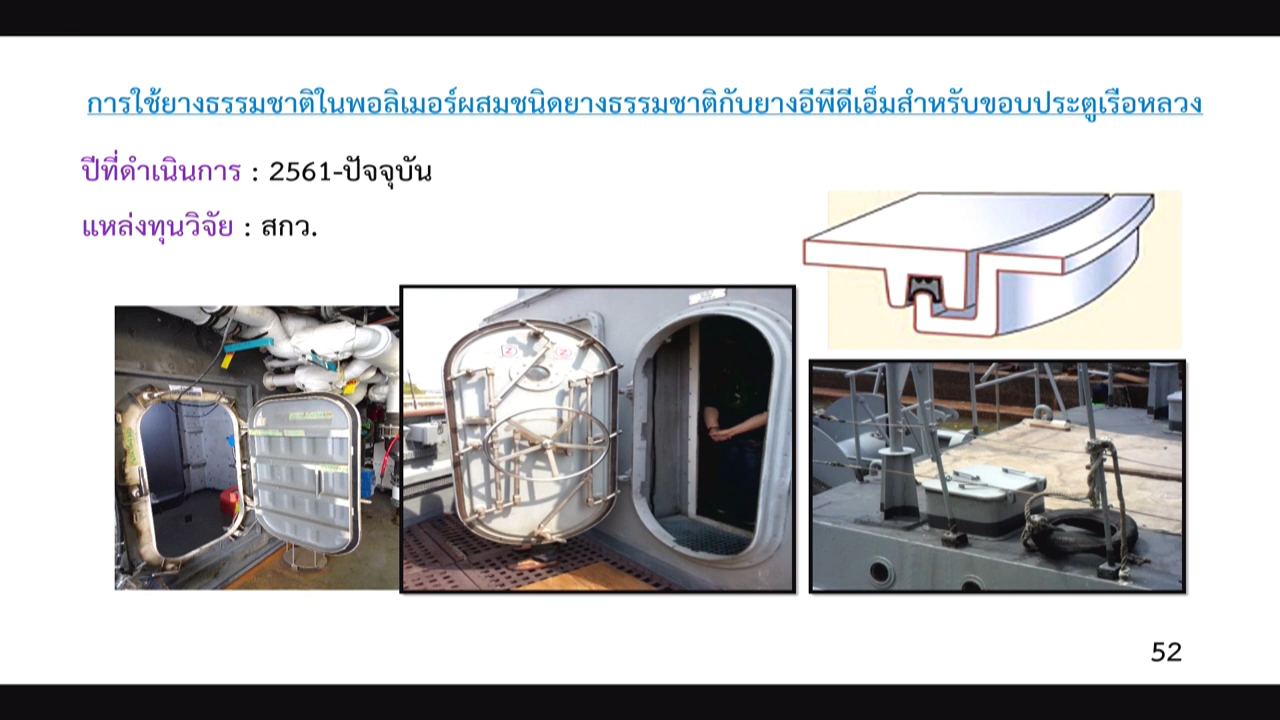 การใช้ยางธรรมชาติในพอลิเมอร์ผสมชนิดยางธรรมชาติกับยางอีพีดีเอ็มสำหรับขอบประตูเรือหลวง
ปีที่ดำเนินการ : 2561-ปัจจุบัน
แหล่งทุนวิจัย : สกว.
Z
Z
52